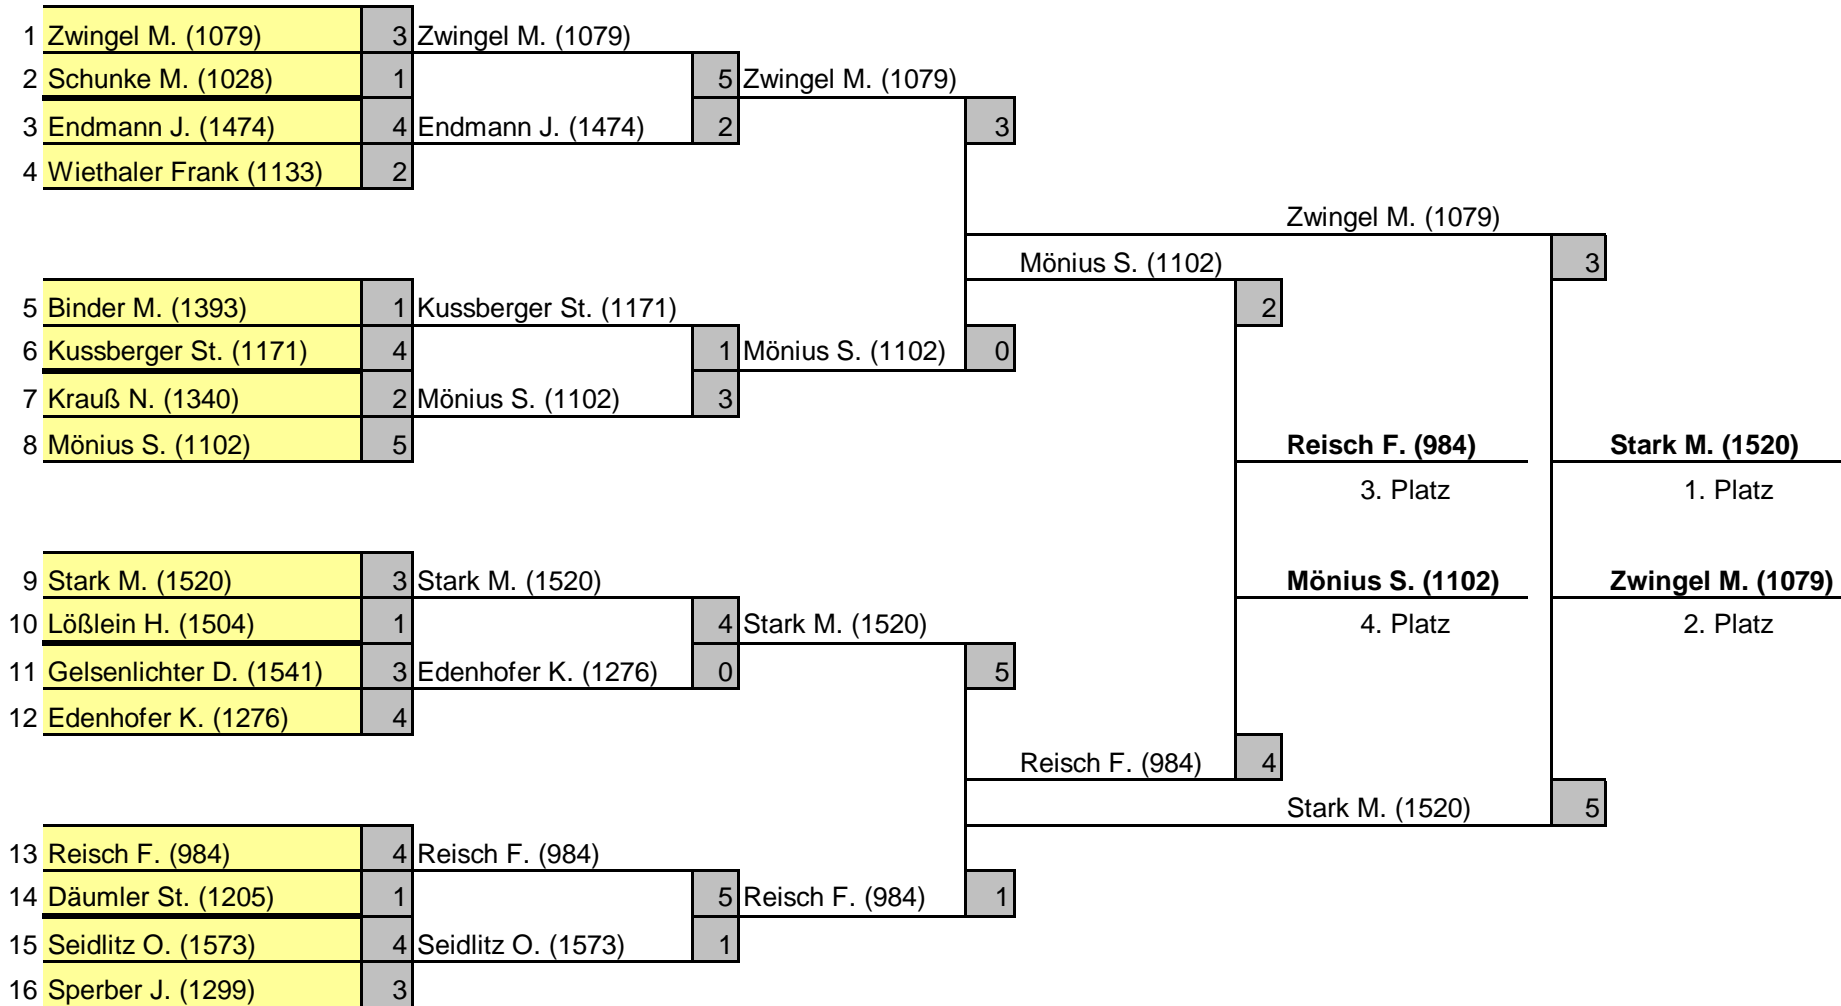 1 Zwingel M. (1079) 3 Zwingel M. (1079)
2 Schunke M. (1028) 1 5 Zwingel M. (1079)
3 Endmann J. (1474) 4 Endmann J. (1474) 2 3
4 Wiethaler Frank (1133) 2
Zwingel M. (1079)
Mönius S. (1102) 3
5 Binder M. (1393) 1 Kussberger St. (1171) 2
6 Kussberger St. (1171) 4 1 Mönius S. (1102) 0
7 Krauß N. (1340) 2 Mönius S. (1102) 3
8 Mönius S. (1102) 5 Reisch F. (984) Stark M. (1520)
3. Platz 1. Platz
9 Stark M. (1520) 3 Stark M. (1520) Mönius S. (1102) Zwingel M. (1079)
10 Lößlein H. (1504) 1 4 Stark M. (1520) 4. Platz 2. Platz
11 Gelsenlichter D. (1541) 3 Edenhofer K. (1276) 0 5
12 Edenhofer K. (1276) 4
Reisch F. (984) 4
Stark M. (1520) 5
13 Reisch F. (984) 4 Reisch F. (984)
14 Däumler St. (1205) 1 5 Reisch F. (984) 1
15 Seidlitz O. (1573) 4 Seidlitz O. (1573) 1
16 Sperber J. (1299) 3